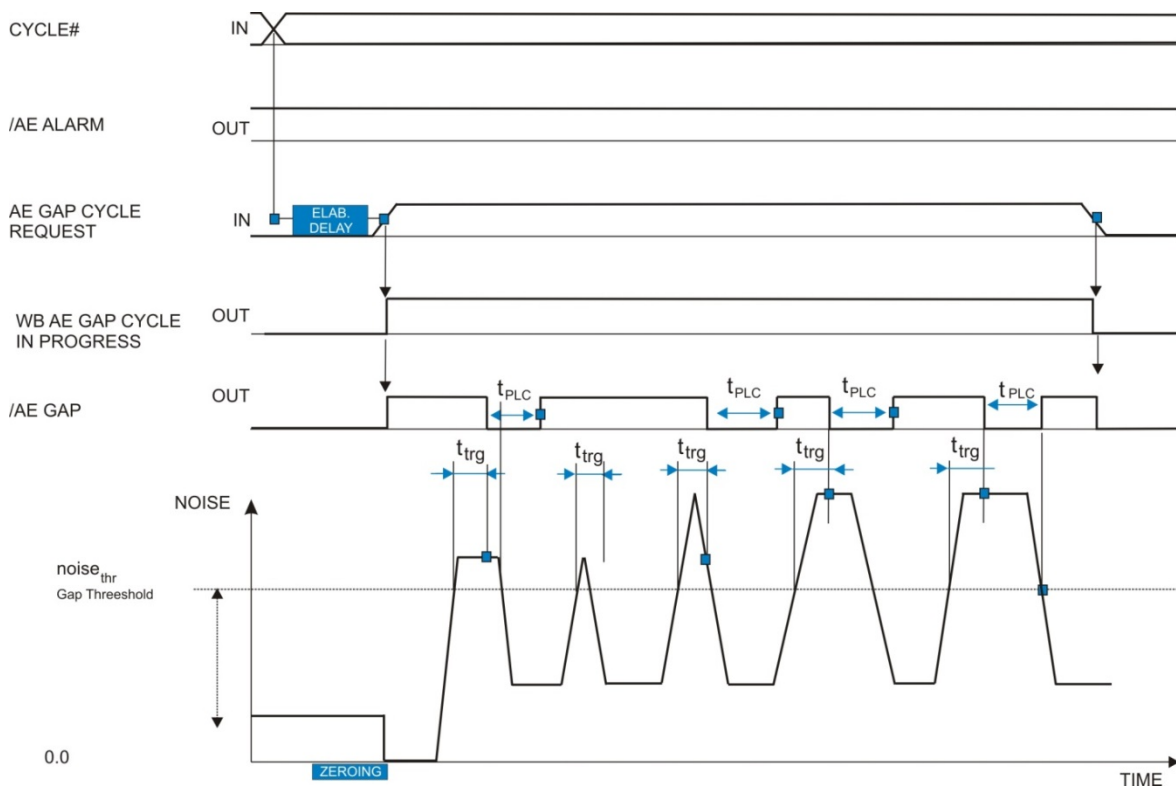 CYCLE#
IN
/AE ALARM
OUT
AE GAP CYCLE
REQUEST
IN
ELAB.
DELAY
WB AE GAP CYCLE
IN PROGRESS
OUT
/AE GAP
OUT
tPLC
tPLC
tPLC
tPLC
ttrg
ttrg
ttrg
ttrg
ttrg
NOISE
noisethr
Gap Threeshold
0.0
ZEROING
TIME